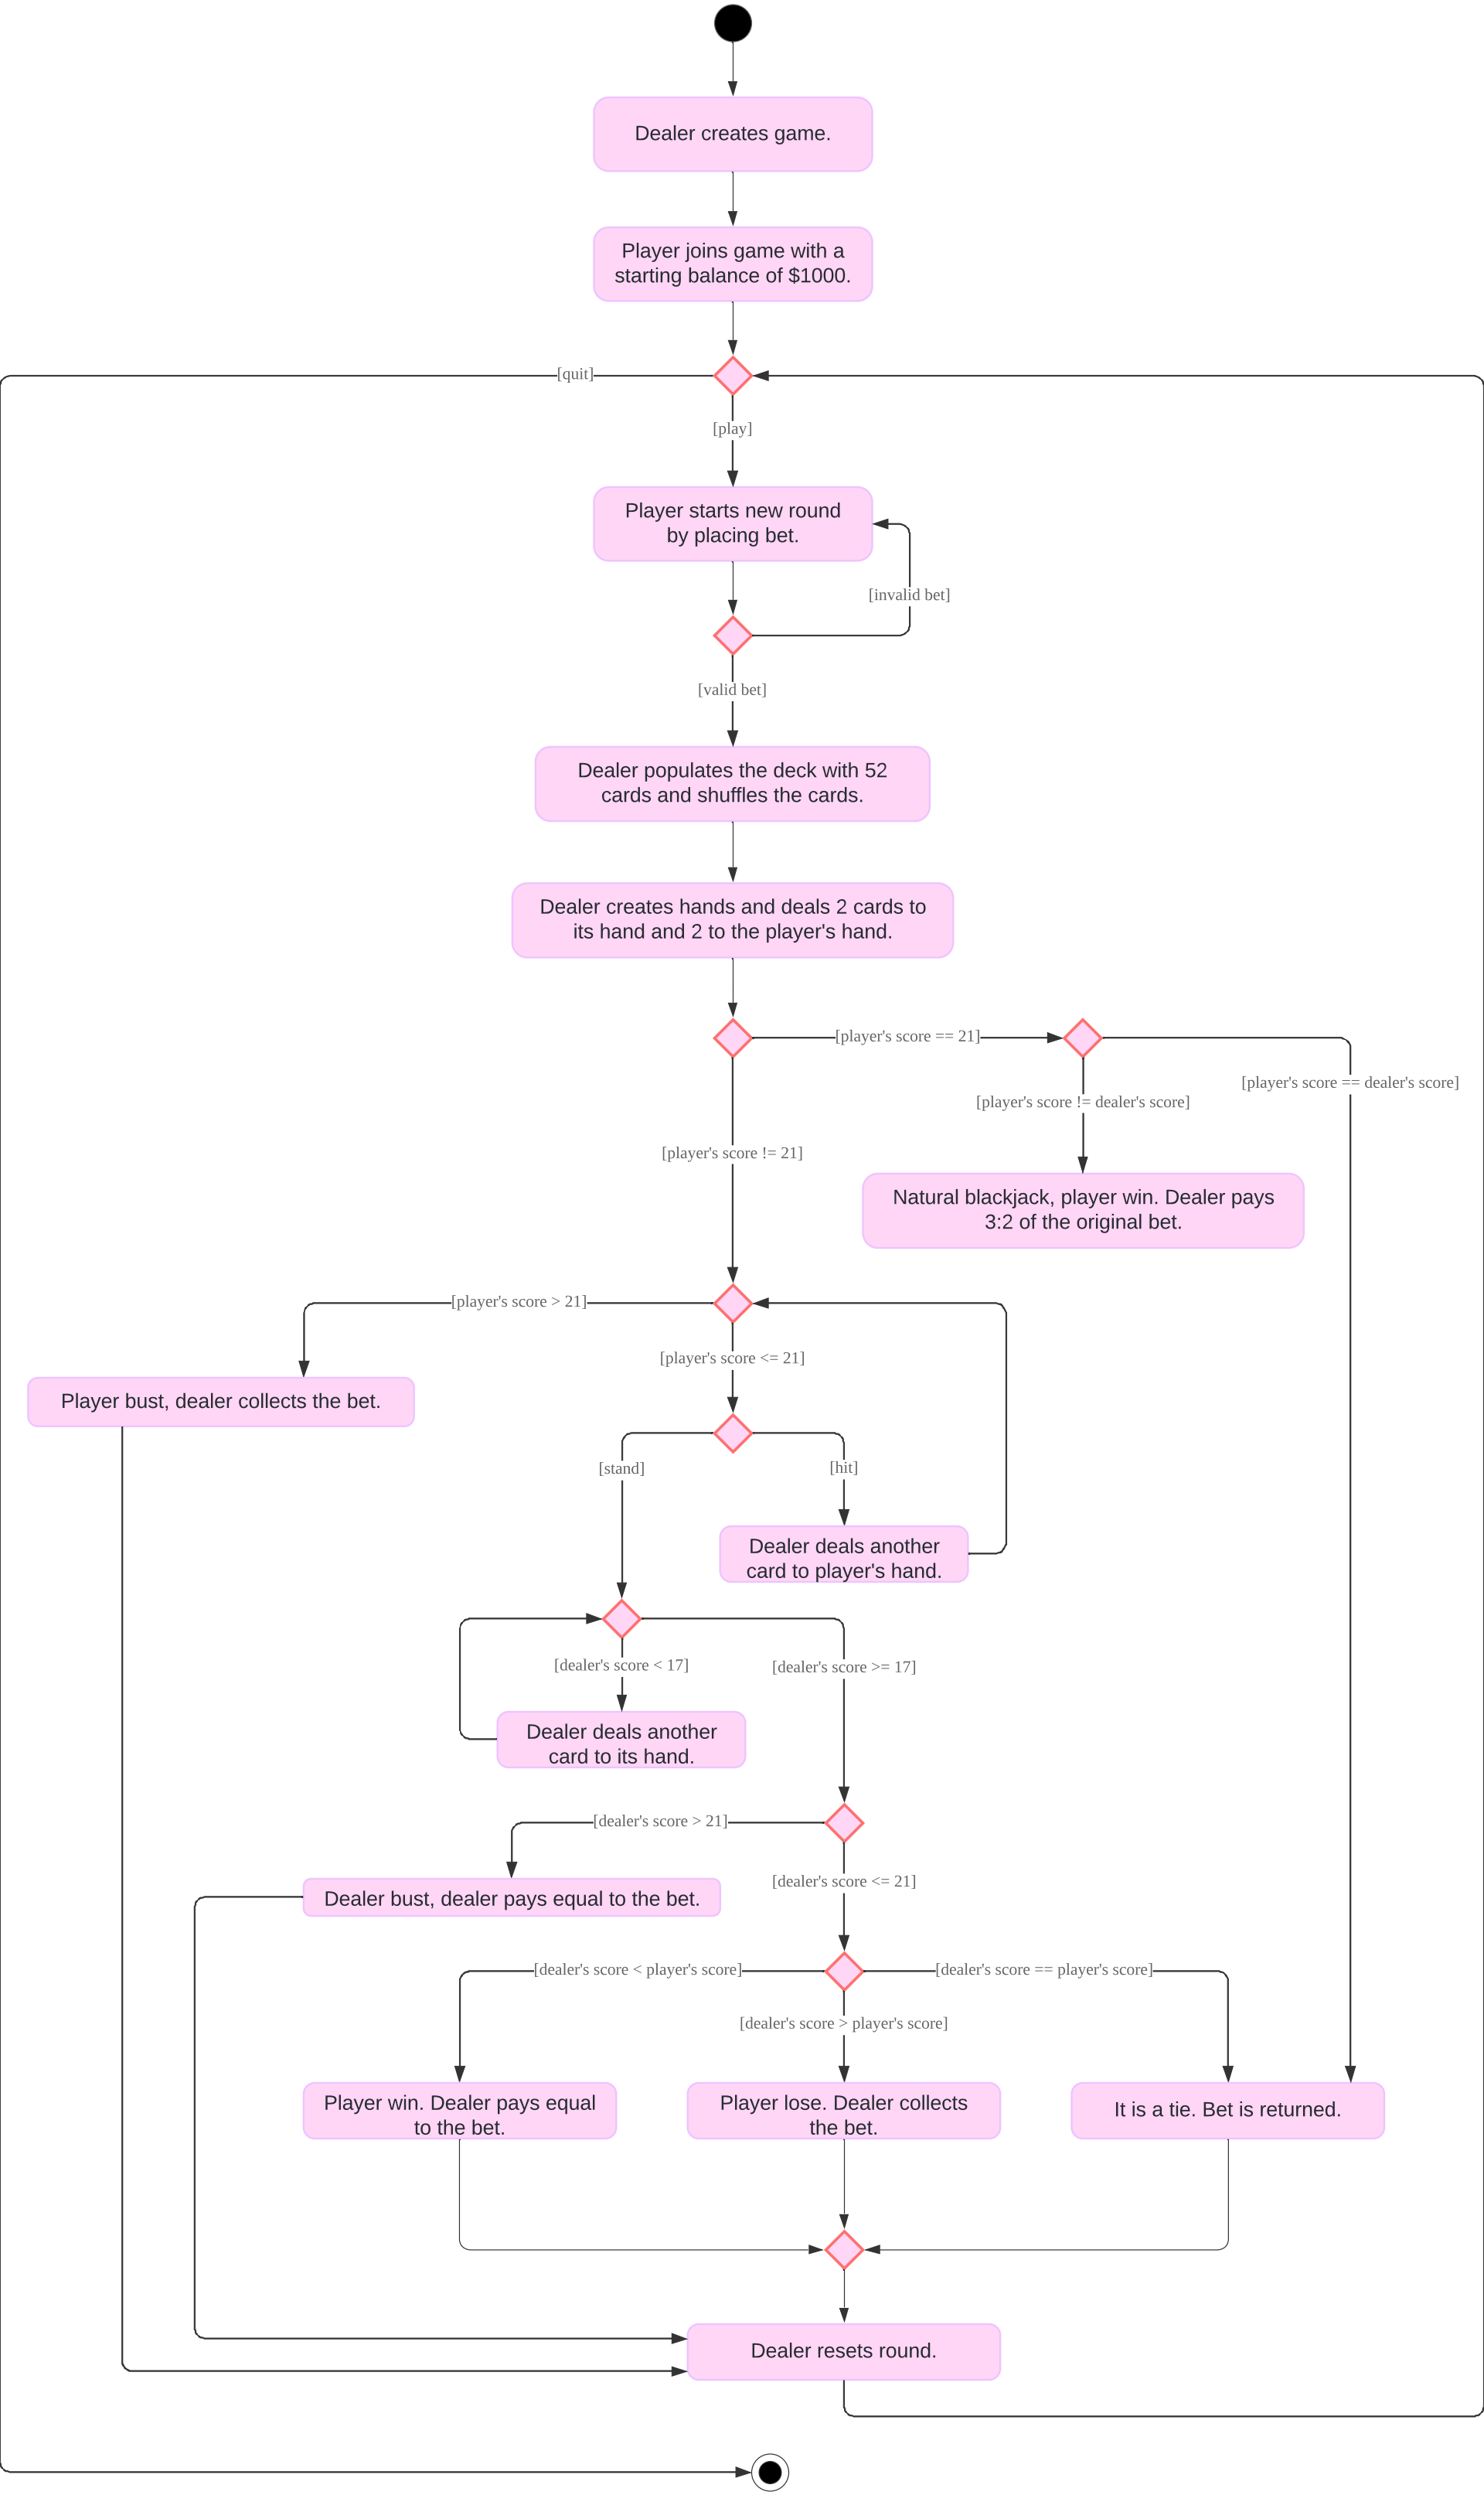 Dealer creates game.
Player joins game with a
starting balance of $1000.
[quit]
[play]
Player starts new round
by placing bet.
[invalid bet]
[valid bet]
Dealer populates the deck with 52
cards and shuffles the cards.
Dealer creates hands and deals 2 cards to
its hand and 2 to the player's hand.
[player's score == 21]
[player's score == dealer's score]
[player's score != dealer's score]
[player's score != 21]
Natural blackjack, player win. Dealer pays
3:2 of the original bet.
[player's score > 21]
[player's score <= 21]
Player bust, dealer collects the bet.
[stand]
[hit]
Dealer deals another
card to player's hand.
[dealer's score < 17]
[dealer's score >= 17]
Dealer deals another
card to its hand.
[dealer's score > 21]
[dealer's score <= 21]
Dealer bust, dealer pays equal to the bet.
[dealer's score < player's score]
[dealer's score == player's score]
[dealer's score > player's score]
Player win. Dealer pays equal
to the bet.
Player lose. Dealer collects
the bet.
It is a tie. Bet is returned.
Dealer resets round.